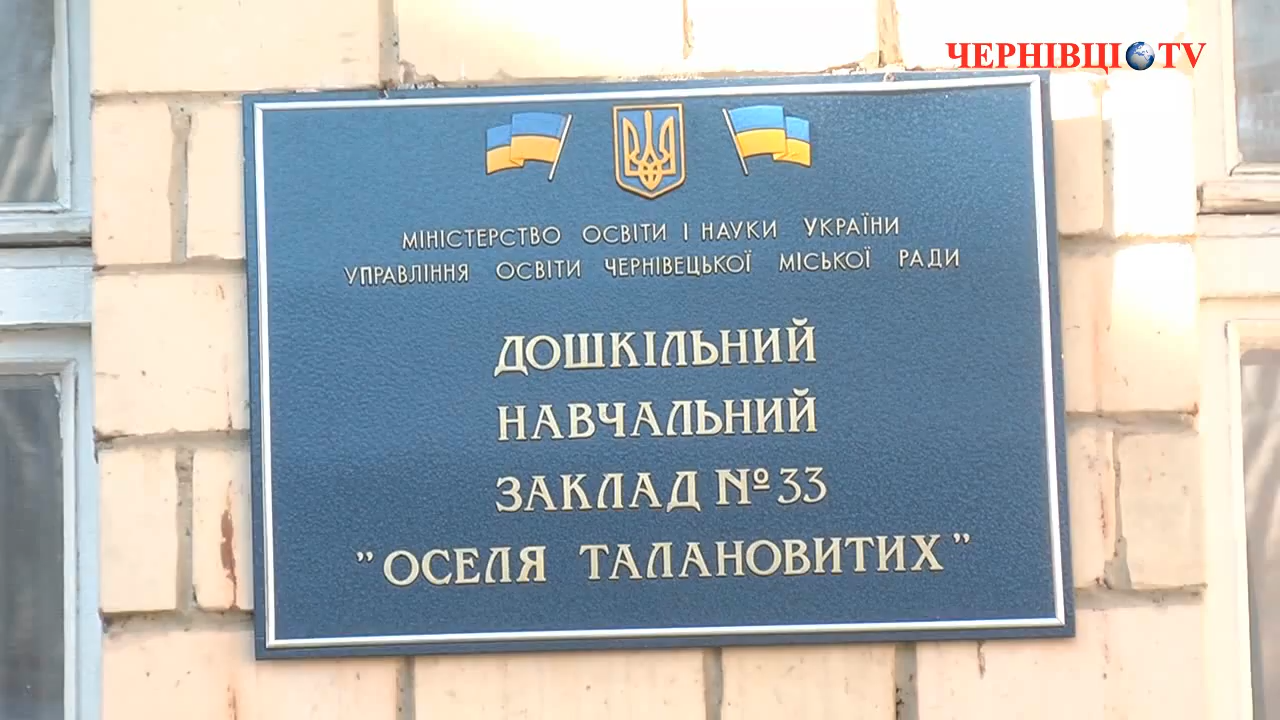 ЧЕРНІВЦІ TV
МІНІСТЕРСТВО ОСВІТИ І НАУКИ УКРАЇНИ
УПРАВЛІННЯ ОСВІТИ ЧЕРНІВЕЦЬКОЇ МІСЬКОЇ РАДИ
ДОШКІЛЬНИЙ
НАВЧАЛЬНИЙ
ЗАКЛАД №33
"ОСЕЛЯ ТАЛАНОВИТИХ"